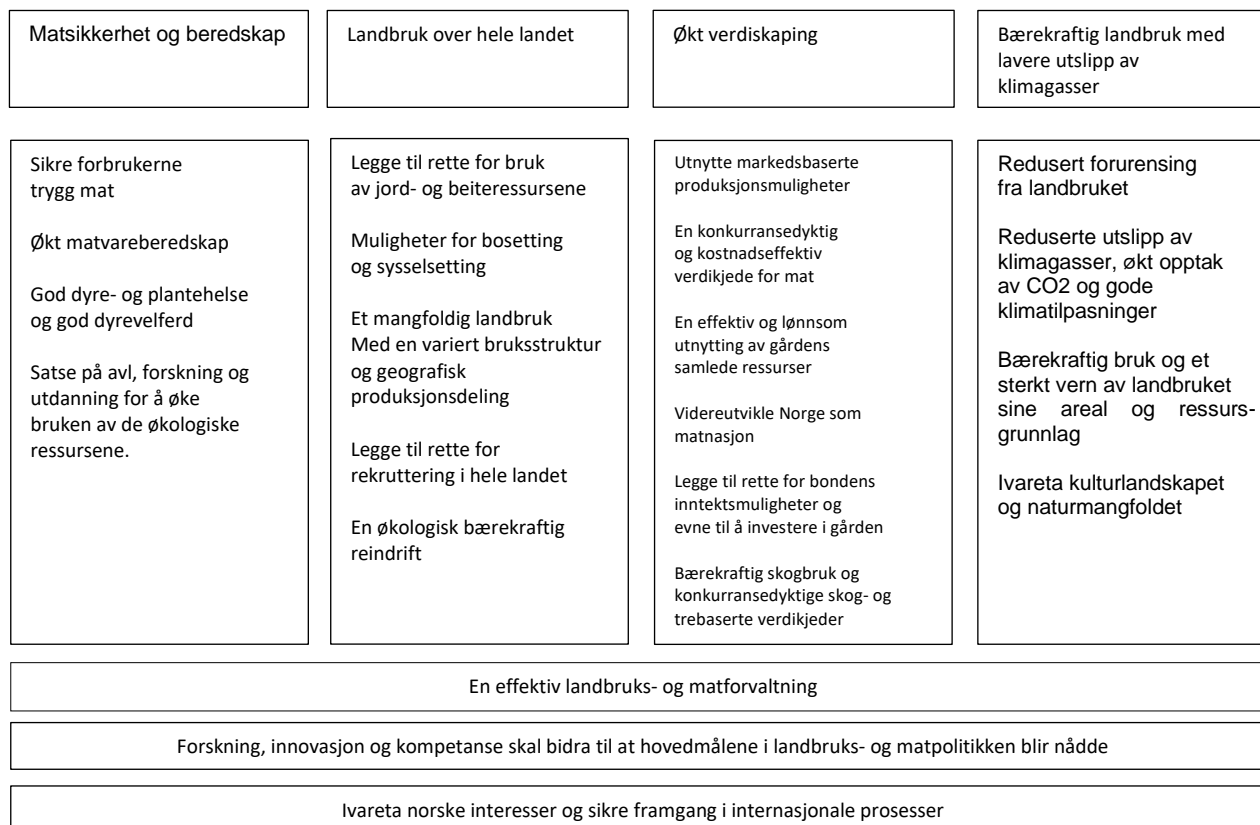 Matsikkerhet og beredskap
Landbruk over hele landet
Økt verdiskaping
Bærekraftig landbruk med
lavere utslipp av
klimagasser
Sikre forbrukerne
trygg mat
Økt matvareberedskap
God dyre- og plantehelse
og god dyrevelferd
Satse på avl, forskning og
utdanning for å øke
bruken av de økologiske
ressursene.
Legge til rette for bruk
av jord- og beiteressursene
Muligheter for bosetting
og sysselsetting
Et mangfoldig landbruk
Med en variert bruksstruktur
og geografisk
produksjonsdeling
Legge til rette for
rekruttering i hele landet
En økologisk bærekraftig
reindrift
Utnytte markedsbaserte
produksjonsmuligheter
En konkurransedyktig
og kostnadseffektiv
verdikjede for mat
En effektiv og lønnsom
utnytting av gårdens
samlede ressurser
Videreutvikle Norge som
matnasjon
Legge til rette for bondens
inntektsmuligheter og
evne til å investere i gården
Bærekraftig skogbruk og
konkurransedyktige skog- og
trebaserte verdikjeder
Redusert forurensing
fra landbruket
Reduserte utslipp av
klimagasser, økt opptak
av CO2 og gode
klimatilpasninger
Bærekraftig bruk og et
sterkt vern av landbruket
sine areal og ressurs-
grunnlag
Ivareta kulturlandskapet
og naturmangfoldet
En effektiv landbruks- og matforvaltning
Forskning, innovasjon og kompetanse skal bidra til at hovedmålene i landbruks- og matpolitikken blir nådde
Ivareta norske interesser og sikre framgang i internasjonale prosesser